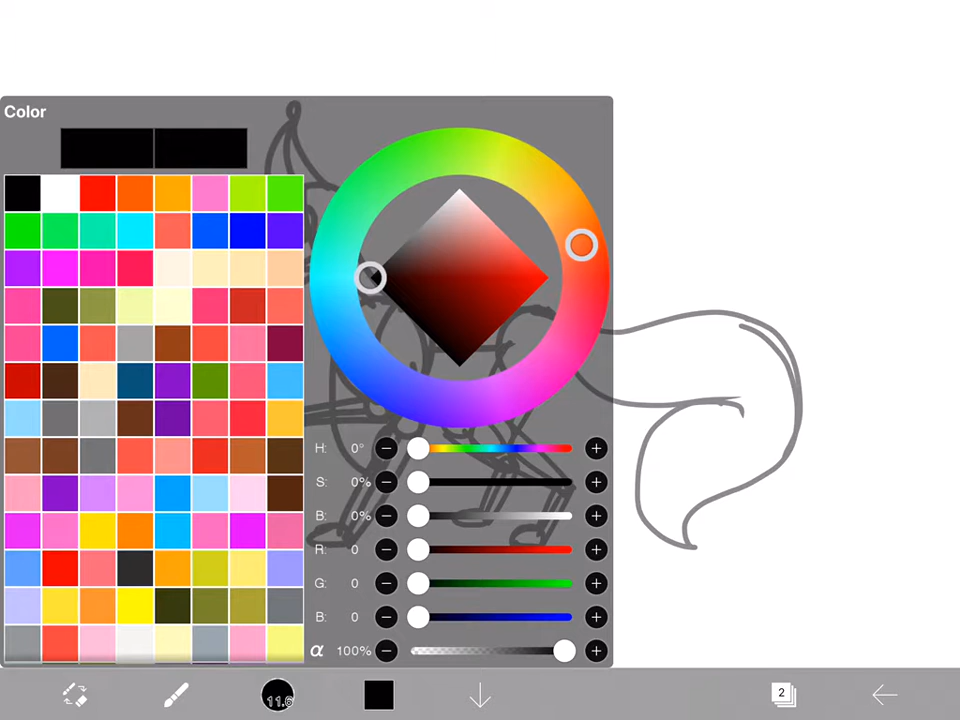 Color
H: 0°
S: 0%
B: 0%
R: 0
G: 0
B: 0
α 100%
11.6
2